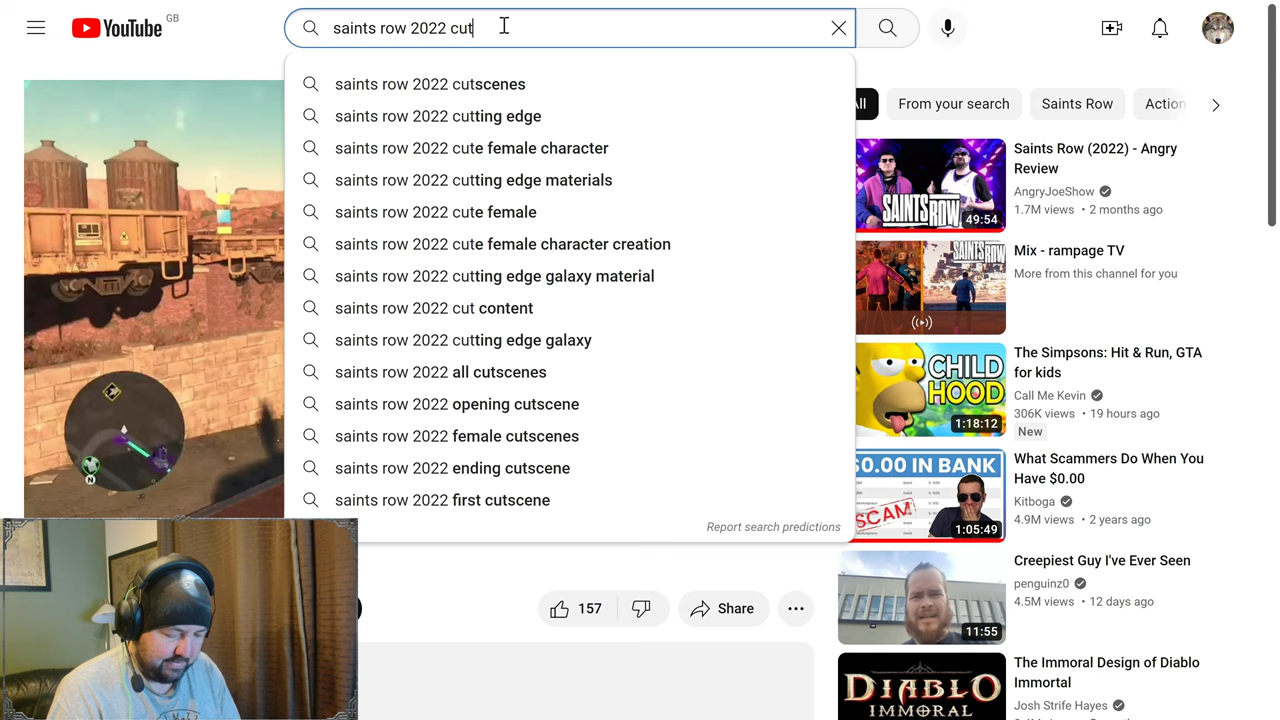 YouTube GB
saints row 2022 cut
saints row 2022 cutscenes
saints row 2022 cutting edge
saints row 2022 cute female character
saints row 2022 cutting edge materials
saints row 2022 cute female
saints row 2022 cute female character creation
saints row 2022 cutting edge galaxy material
saints row 2022 cut content
saints row 2022 cutting edge galaxy
saints row 2022 all cutscenes
saints row 2022 opening cutscene
saints row 2022 female cutscenes
saints row 2022 ending cutscene
saints row 2022 first cutscene
Report search predictions
N
157
Share
All
From your search
Saints Row
Action
SAINTS ROW
49:54
Saints Row (2022) - Angry
Review
AngryJoeShow
1.7M views • 2 months ago
SAINTS ROW
Mix - rampage TV
More from this channel for you
CHILD
HOOD
1:18:12
The Simpsons: Hit & Run, GTA
for kids
Call Me Kevin
306K views • 19 hours ago
New
$0.00 IN BANK
SCAM
1:05:49
What Scammers Do When You
Have $0.00
Kitboga
4.9M views • 2 years ago
11:55
Creepiest Guy I've Ever Seen
penguinz0
4.5M views • 12 days ago
DIABLO
IMMORAL
The Immoral Design of Diablo
Immortal
Josh Strife Hayes